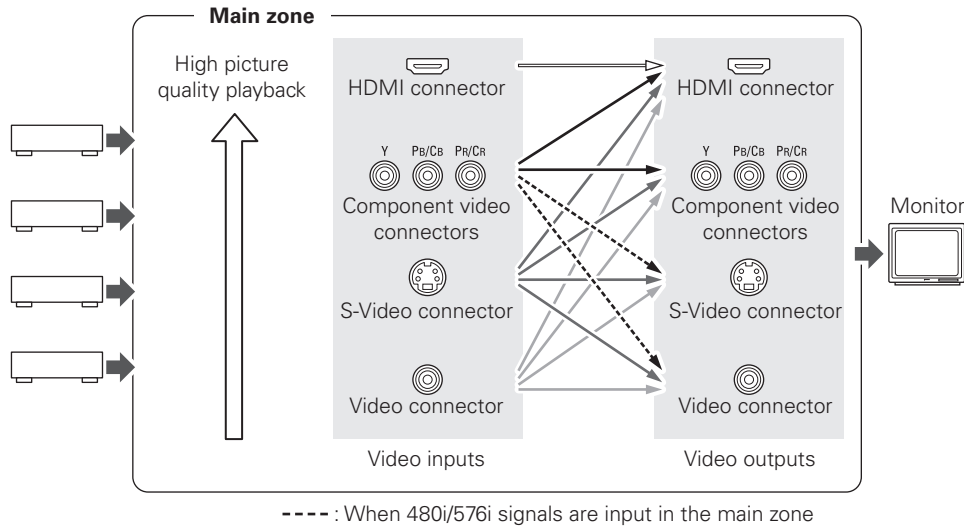 Main zone
High picture
quality playback
HDMI connector
HDMI connector
Y PB/CB PR/CR
Y PB/CB PR/CR
Component video
connectors
Component video
connectors
Monitor
S-Video connector
S-Video connector
Video connector
Video connector
Video inputs
Video outputs
---- : When 480i/576i signals are input in the main zone